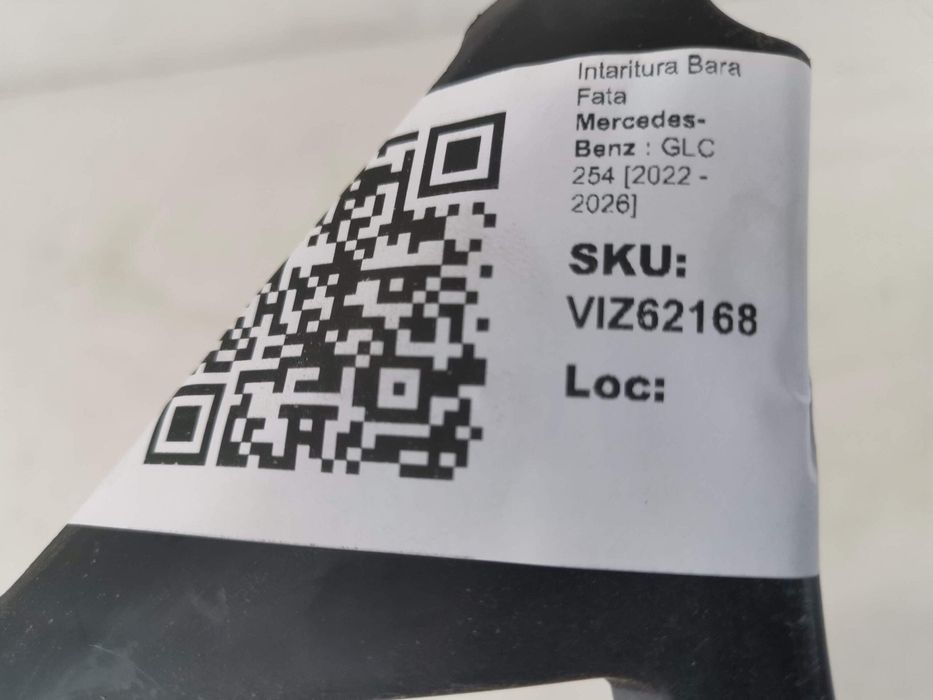 Intaritura Bara
Fata
Mercedes-
Benz : GLC
254 [2022 -
2026]
SKU:
VIZ62168
Loc: